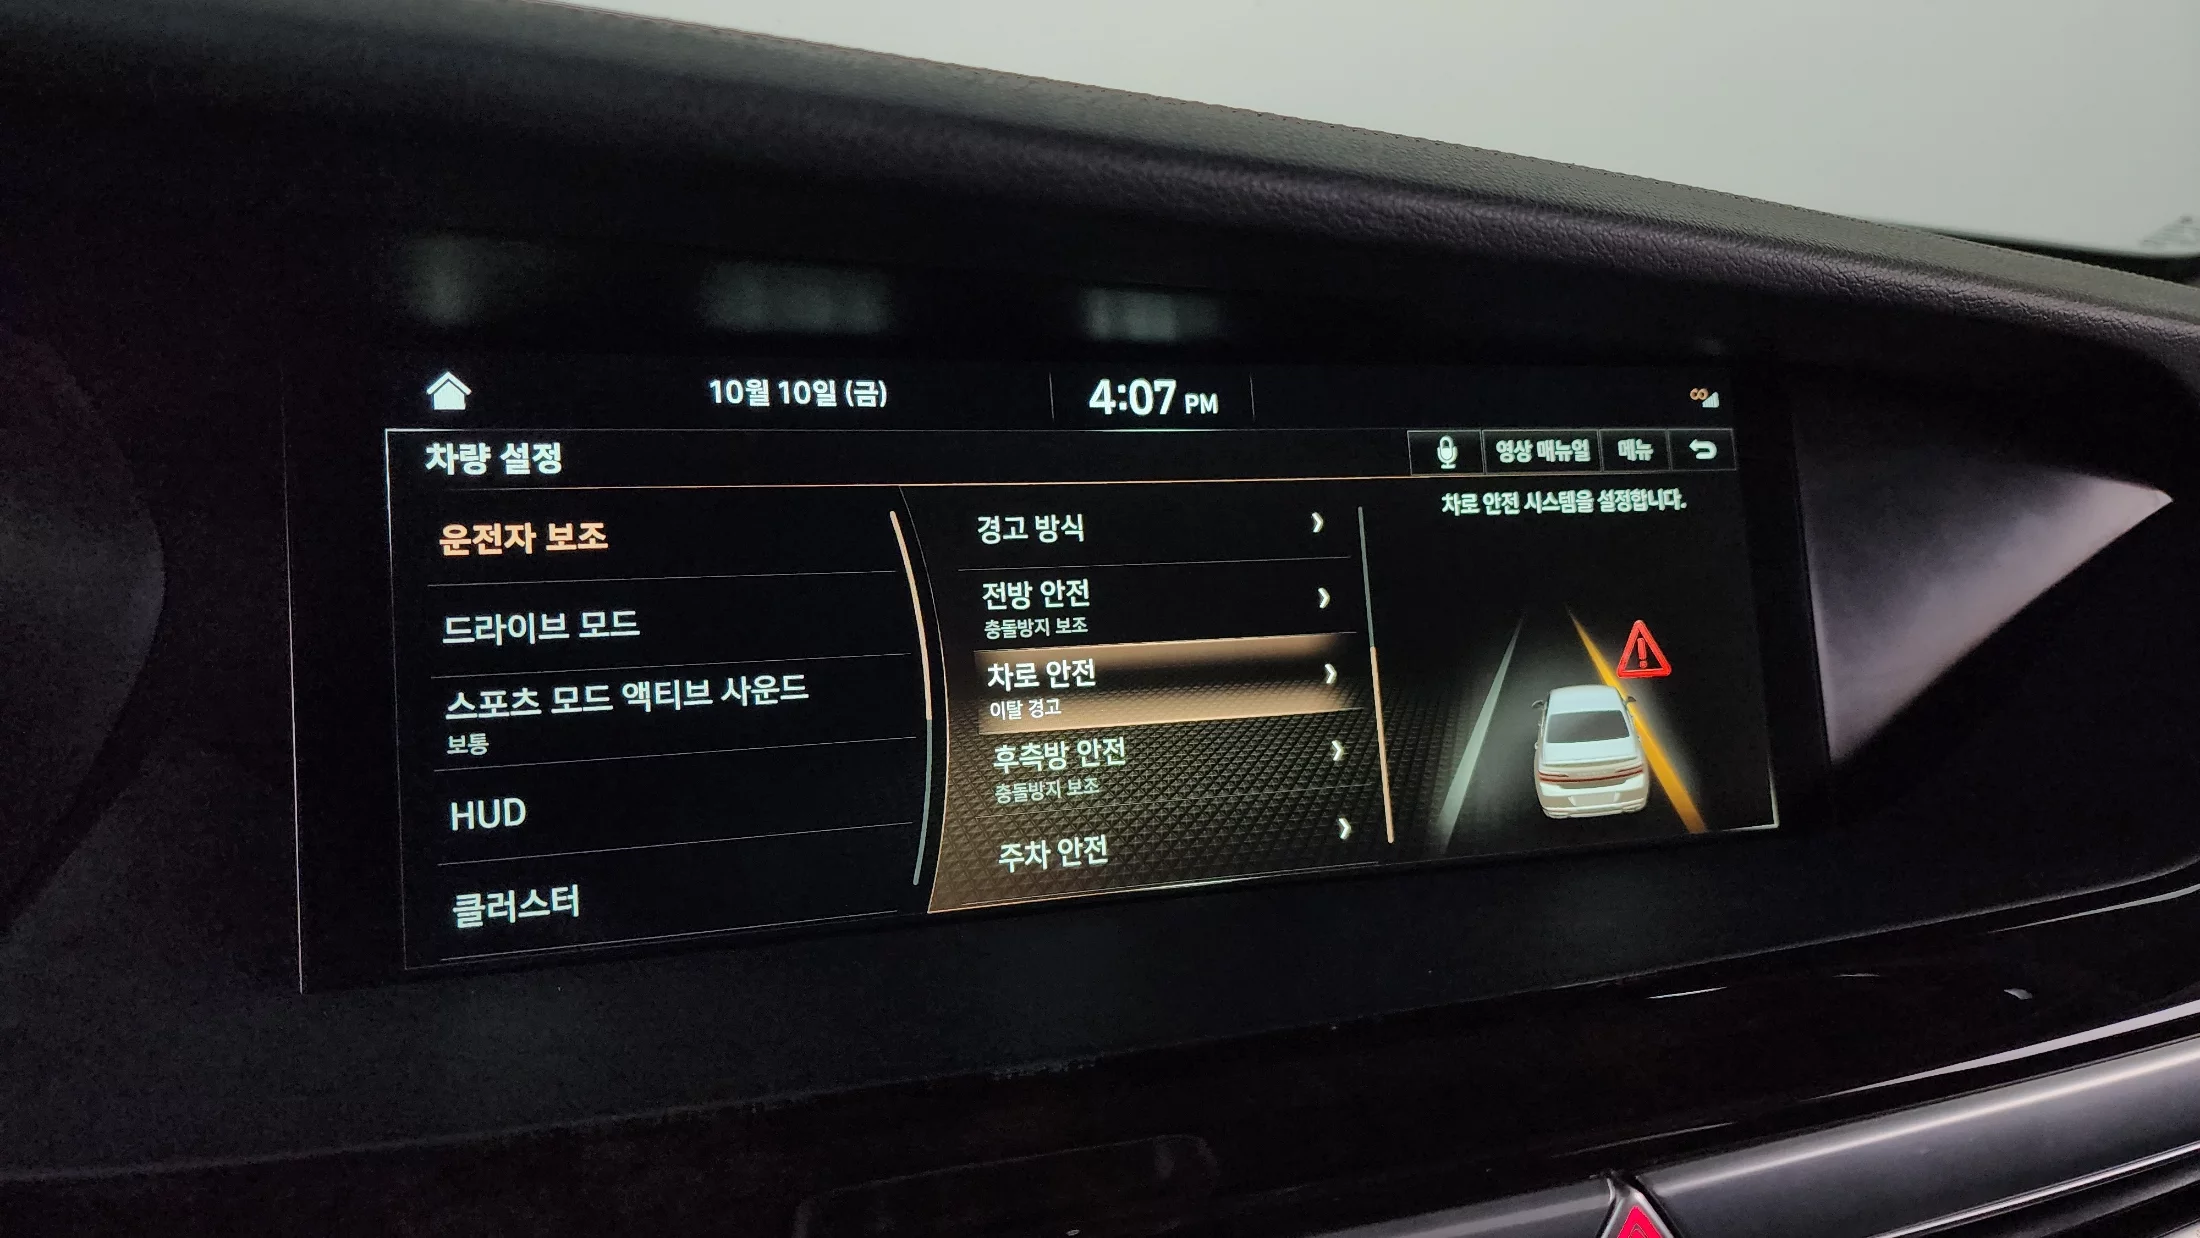 10월 10일 (금)
4:07 PM
차량 설정
영상 매뉴얼
메뉴
운전자 보조
드라이브 모드
스포츠 모드 액티브 사운드
보통
HUD
클러스터
경고 방식
전방 안전
충돌방지 보조
차로 안전
이탈 경고
후측방 안전
충돌방지 보조
주차 안전
차로 안전 시스템을 설정합니다.